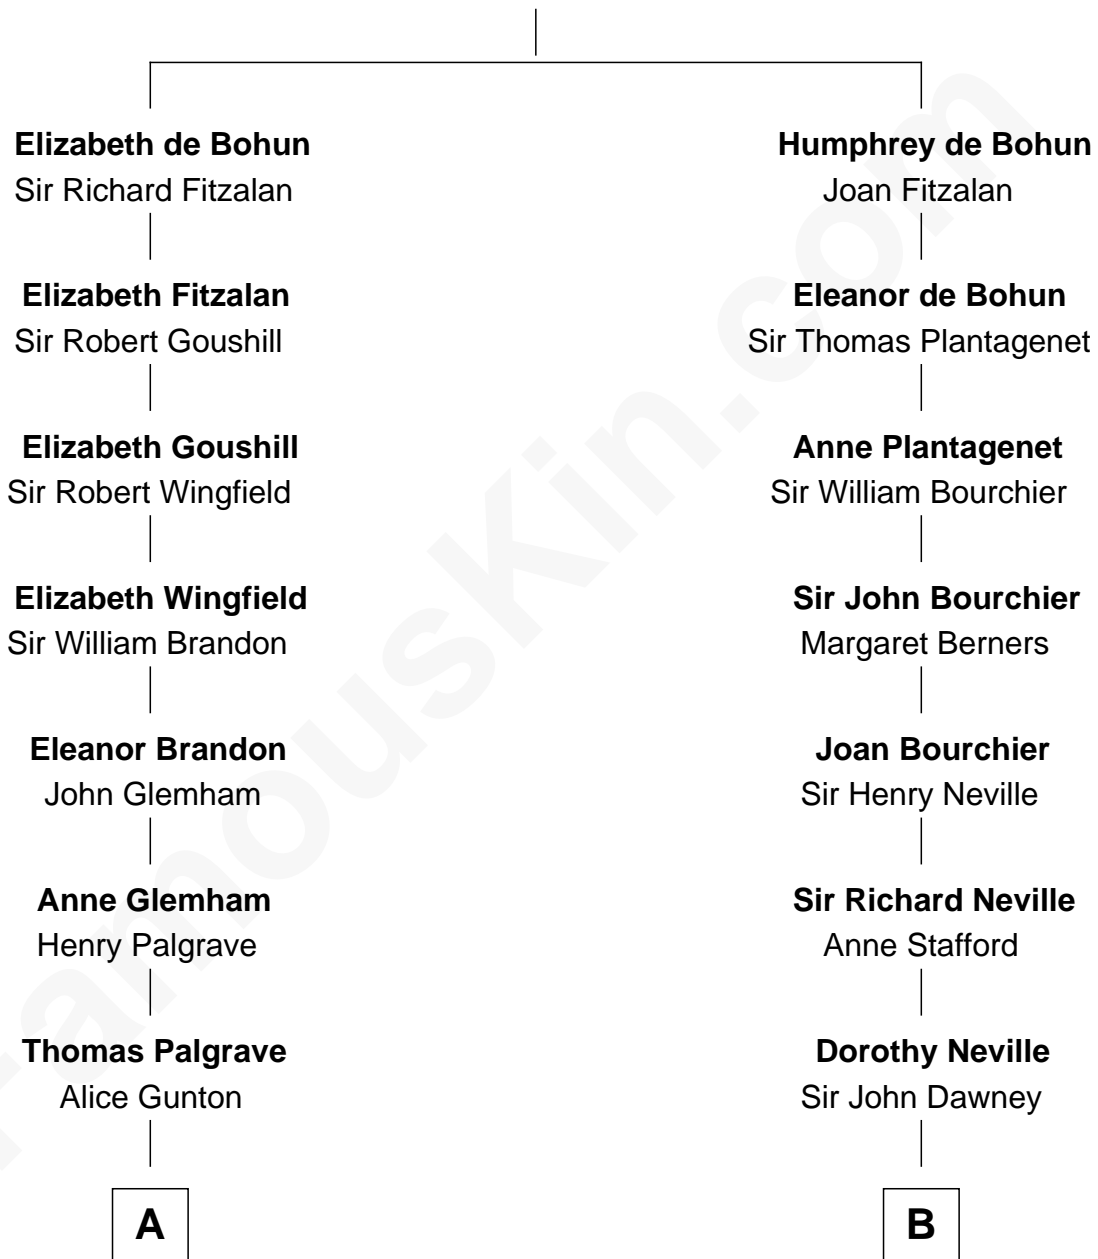 Elizabeth de Bohun
Sir Richard Fitzalan
Elizabeth Fitzalan
Sir Robert Goushill
Elizabeth Goushill
Sir Robert Wingfield
Elizabeth Wingfield
Sir William Brandon
Eleanor Brandon
John Glemham
Anne Glemham
Henry Palgrave
Thomas Palgrave
Alice Gunton
A
Humphrey de Bohun
Joan Fitzalan
Eleanor de Bohun
Sir Thomas Plantagenet
Anne Plantagenet
Sir William Bourchier
Sir John Bourchier
Margaret Berners
Joan Bourchier
Sir Henry Neville
Sir Richard Neville
Anne Stafford
Dorothy Neville
Sir John Dawney
B
FamousKin.com